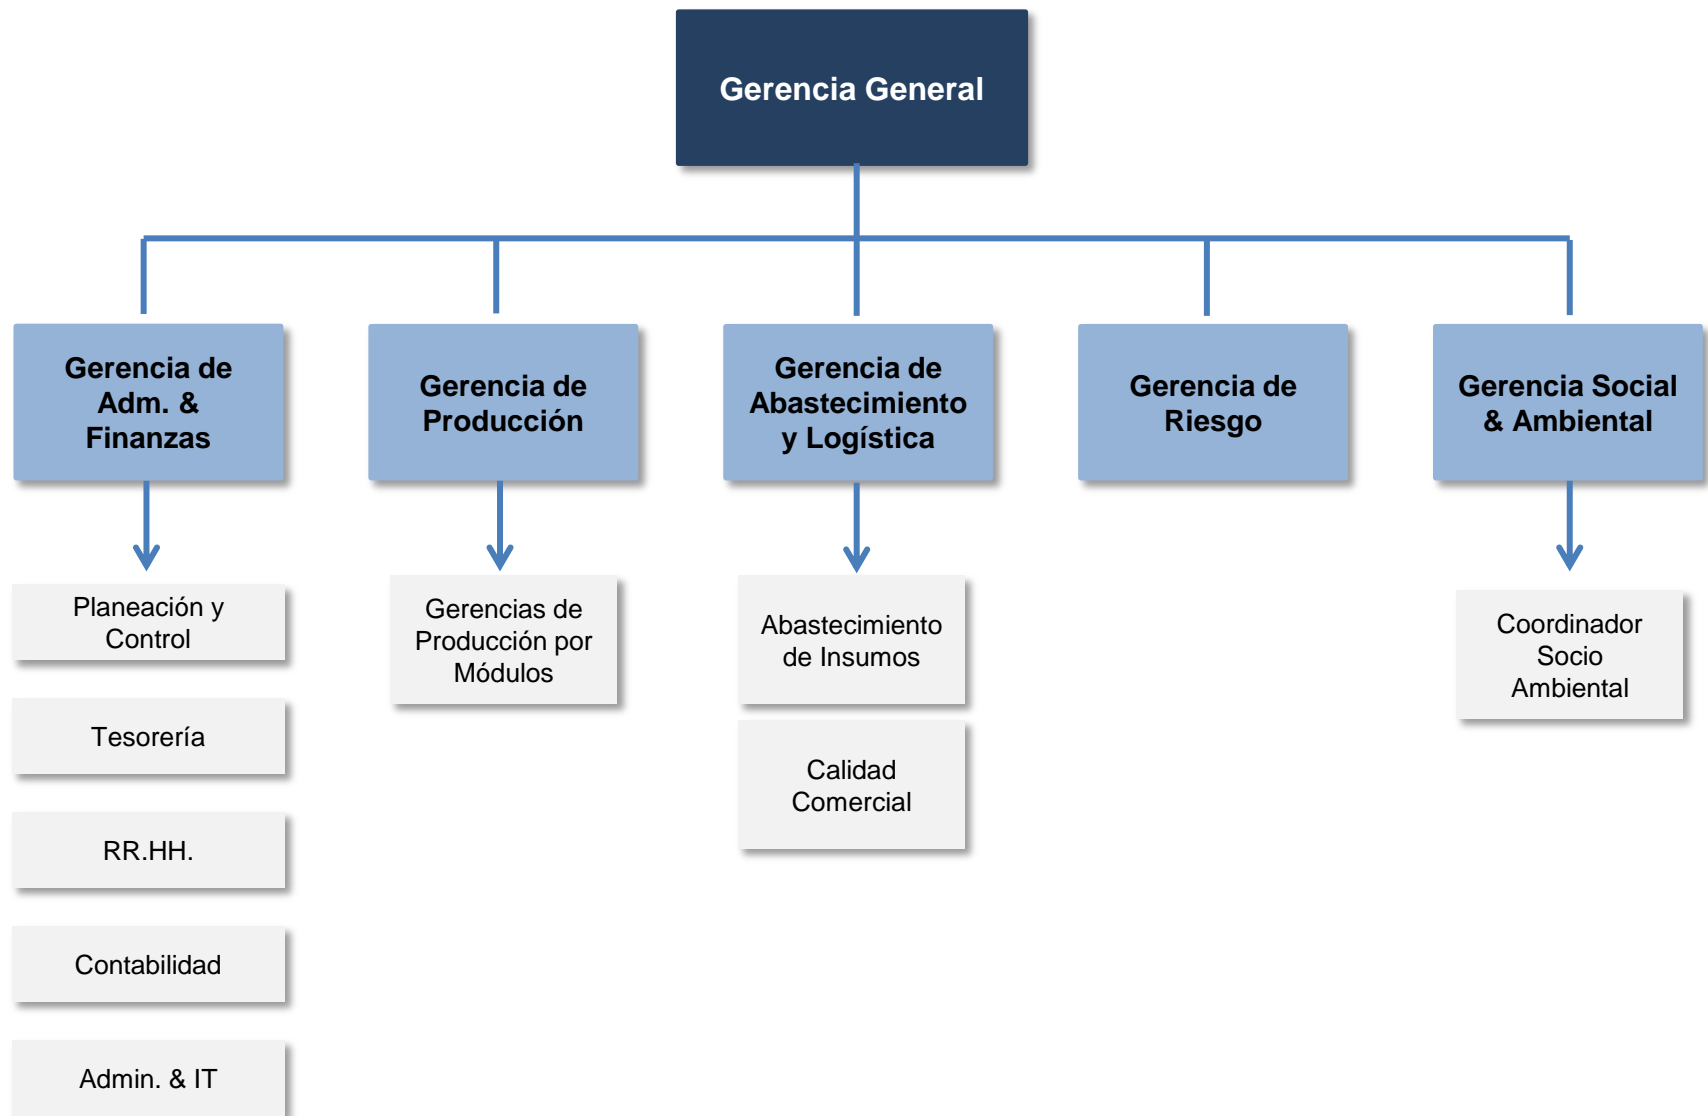 Gerencia General
Gerencia de
Adm. &
Finanzas
Gerencia de
Producción
Gerencia de
Abastecimiento
y Logística
Gerencia de
Riesgo
Gerencia Social
& Ambiental
Planeación y
Control
Tesorería
RR.HH.
Contabilidad
Admin. & IT
Gerencias de
Producción por
Módulos
Abastecimiento
de Insumos
Calidad
Comercial
Coordinador
Socio
Ambiental